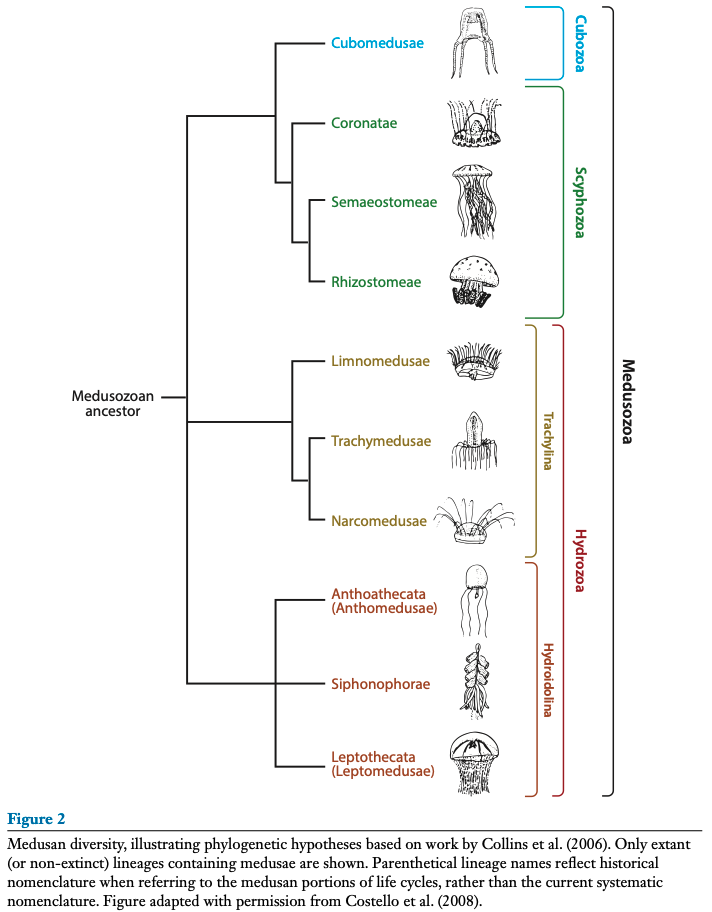 Cubomedusae
Cubozoa
Coronatae
Semaeostomeae
Rhizostomeae
Scyphozoa
Medusozoan
ancestor
Limnomedusae
Trachymedusae
Narcomedusae
Trachylina
Anthoathecata
(Anthomedusae)
Siphonophorae
Leptothecata
(Leptomedusae)
Hydroidolina
Hydrozoa
Medusozoa
Figure 2
Medusan diversity, illustrating phylogenetic hypotheses based on work by Collins et al. (2006). Only extant
(or non-extinct) lineages containing medusae are shown. Parenthetical lineage names reflect historical
nomenclature when referring to the medusan portions of life cycles, rather than the current systematic
nomenclature. Figure adapted with permission from Costello et al. (2008).